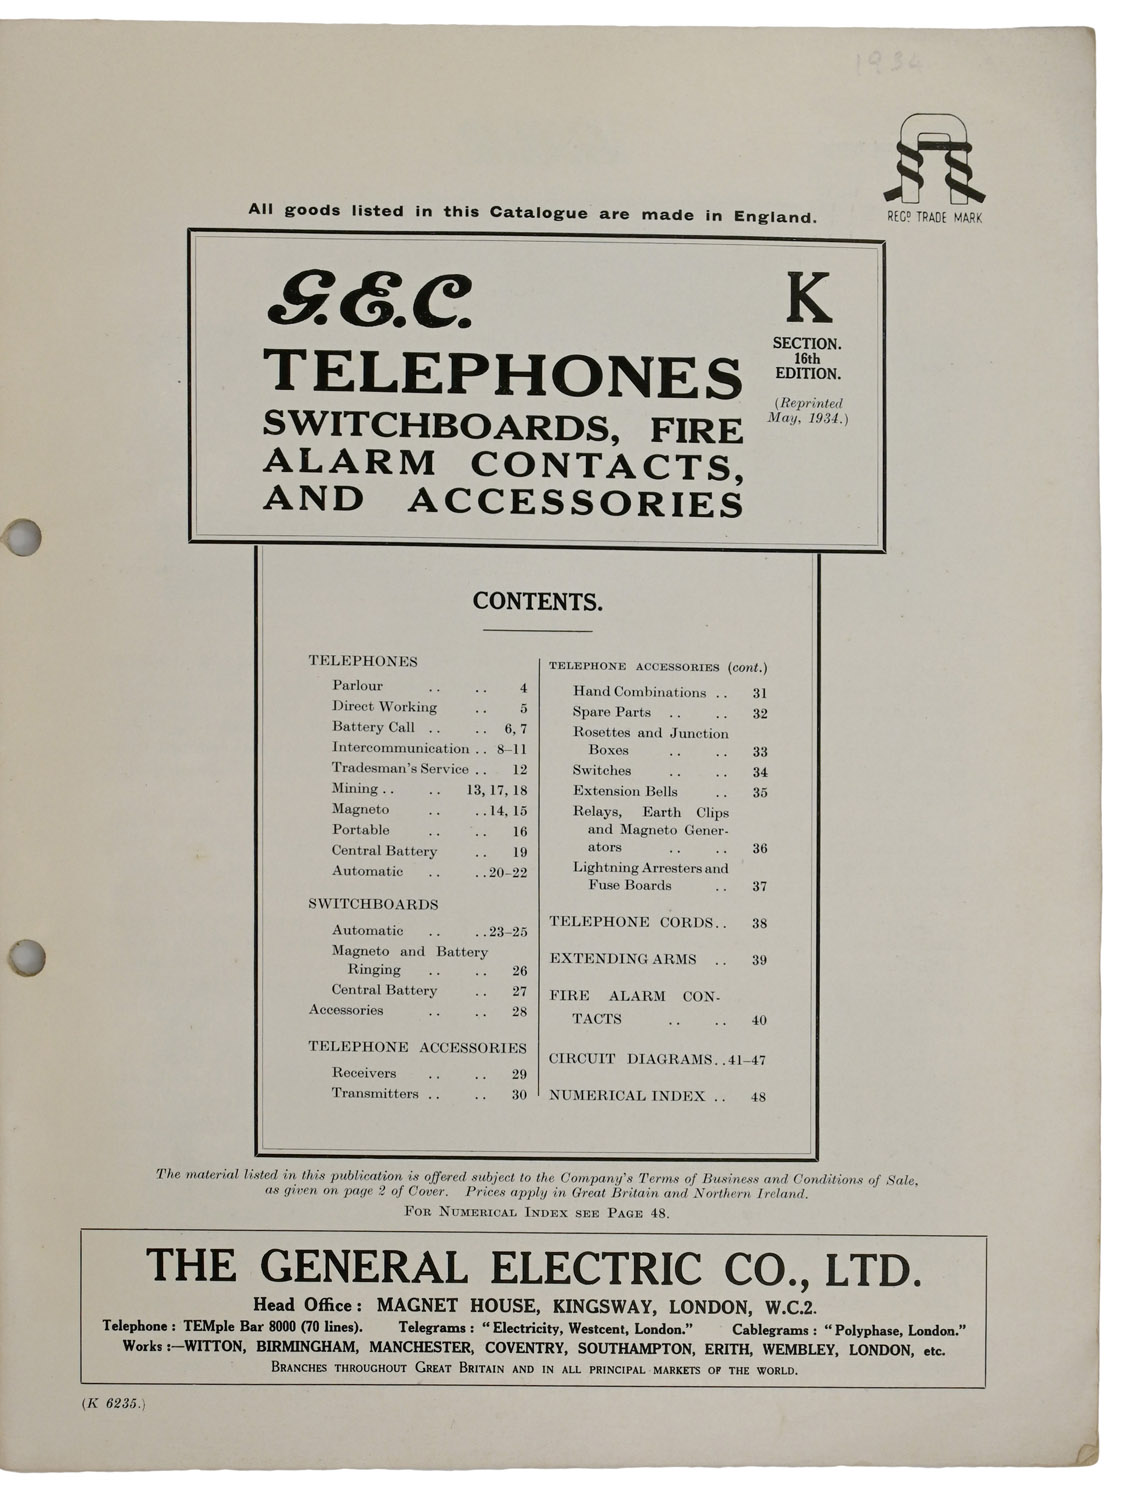 1934
REGD TRADE MARK
All goods listed in this Catalogue are made in England.
G.E.C.
TELEPHONES
SWITCHBOARDS, FIRE
ALARM CONTACTS,
AND ACCESSORIES
K
SECTION.
16th
EDITION.
(Reprinted
May, 1934.)
CONTENTS.
TELEPHONES
Parlour .. .. 4
Direct Working .. 5
Battery Call .. .. 6, 7
Intercommunication .. 8–11
Tradesman's Service .. 12
Mining .. .. 13, 17, 18
Magneto .. ..14, 15
Portable .. .. 16
Central Battery .. 19
Automatic .. ..20–22
SWITCHBOARDS
Automatic .. ..23–25
Magneto and Battery
Ringing .. .. 26
Central Battery .. 27
Accessories .. .. 28
TELEPHONE ACCESSORIES
Receivers .. .. 29
Transmitters .. .. 30
TELEPHONE ACCESSORIES (cont.)
Hand Combinations .. 31
Spare Parts .. .. 32
Rosettes and Junction
Boxes .. .. 33
Switches .. .. 34
Extension Bells .. 35
Relays, Earth Clips
and Magneto Gener-
ators .. .. 36
Lightning Arresters and
Fuse Boards .. 37
TELEPHONE CORDS.. 38
EXTENDING ARMS .. 39
FIRE ALARM CON-
TACTS .. .. 40
CIRCUIT DIAGRAMS..41–47
NUMERICAL INDEX .. 48
The material listed in this publication is offered subject to the Company's Terms of Business and Conditions of Sale,
as given on page 2 of Cover. Prices apply in Great Britain and Northern Ireland.
FOR NUMERICAL INDEX SEE PAGE 48.
THE GENERAL ELECTRIC CO., LTD.
Head Office: MAGNET HOUSE, KINGSWAY, LONDON, W.C.2.
Telephone: TEMple Bar 8000 (70 lines). Telegrams: "Electricity, Westcent, London." Cablegrams: "Polyphase, London."
Works:—WITTON, BIRMINGHAM, MANCHESTER, COVENTRY, SOUTHAMPTON, ERITH, WEMBLEY, LONDON, etc.
BRANCHES THROUGHOUT GREAT BRITAIN AND IN ALL PRINCIPAL MARKETS OF THE WORLD.
(K 6235.)